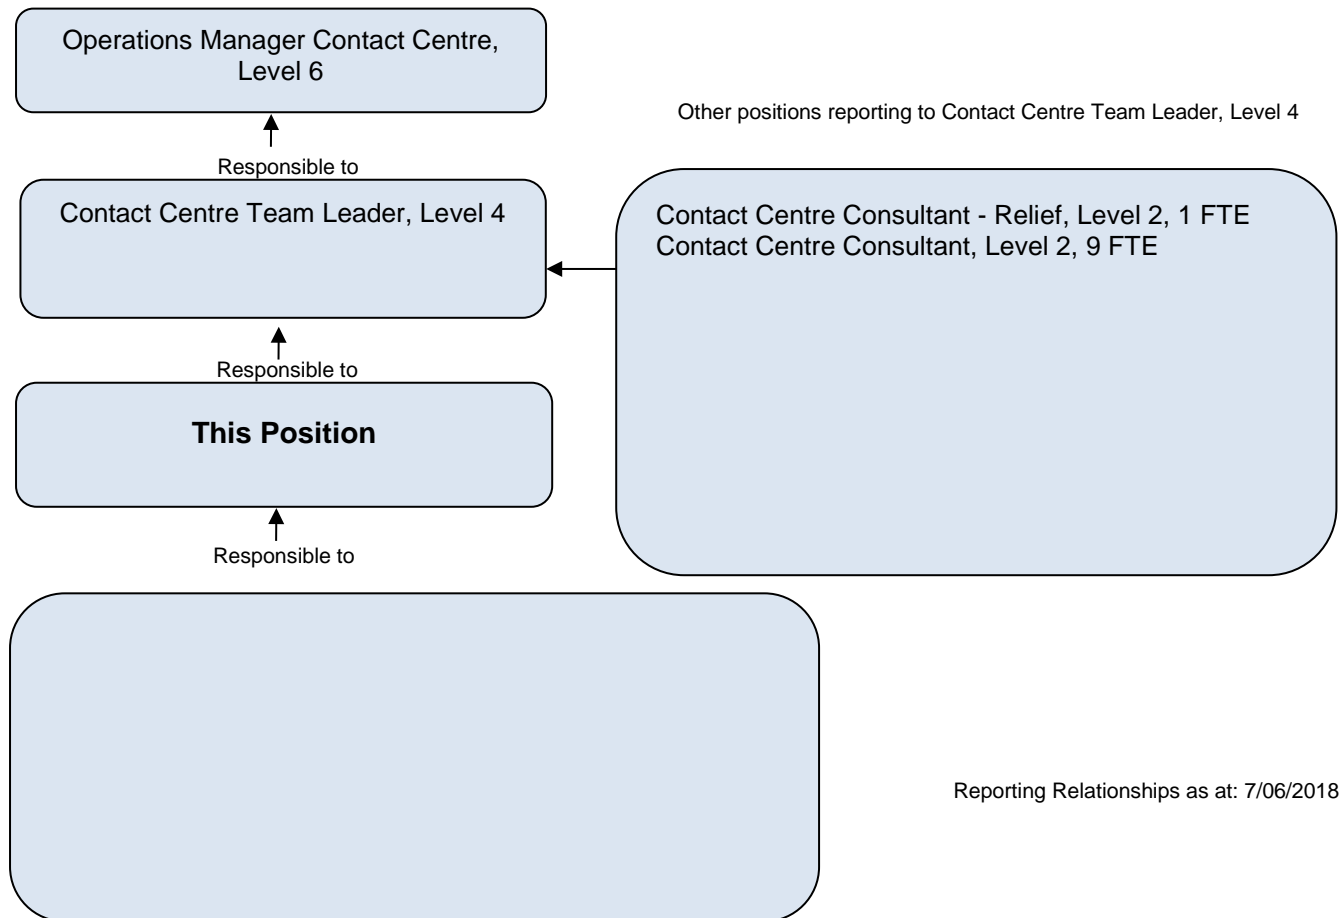 Operations Manager Contact Centre,
Level 6
Other positions reporting to Contact Centre Team Leader, Level 4
Responsible to
Contact Centre Team Leader, Level 4
Contact Centre Consultant - Relief, Level 2, 1 FTE
Contact Centre Consultant, Level 2, 9 FTE
Responsible to
This Position
Responsible to
Reporting Relationships as at: 7/06/2018